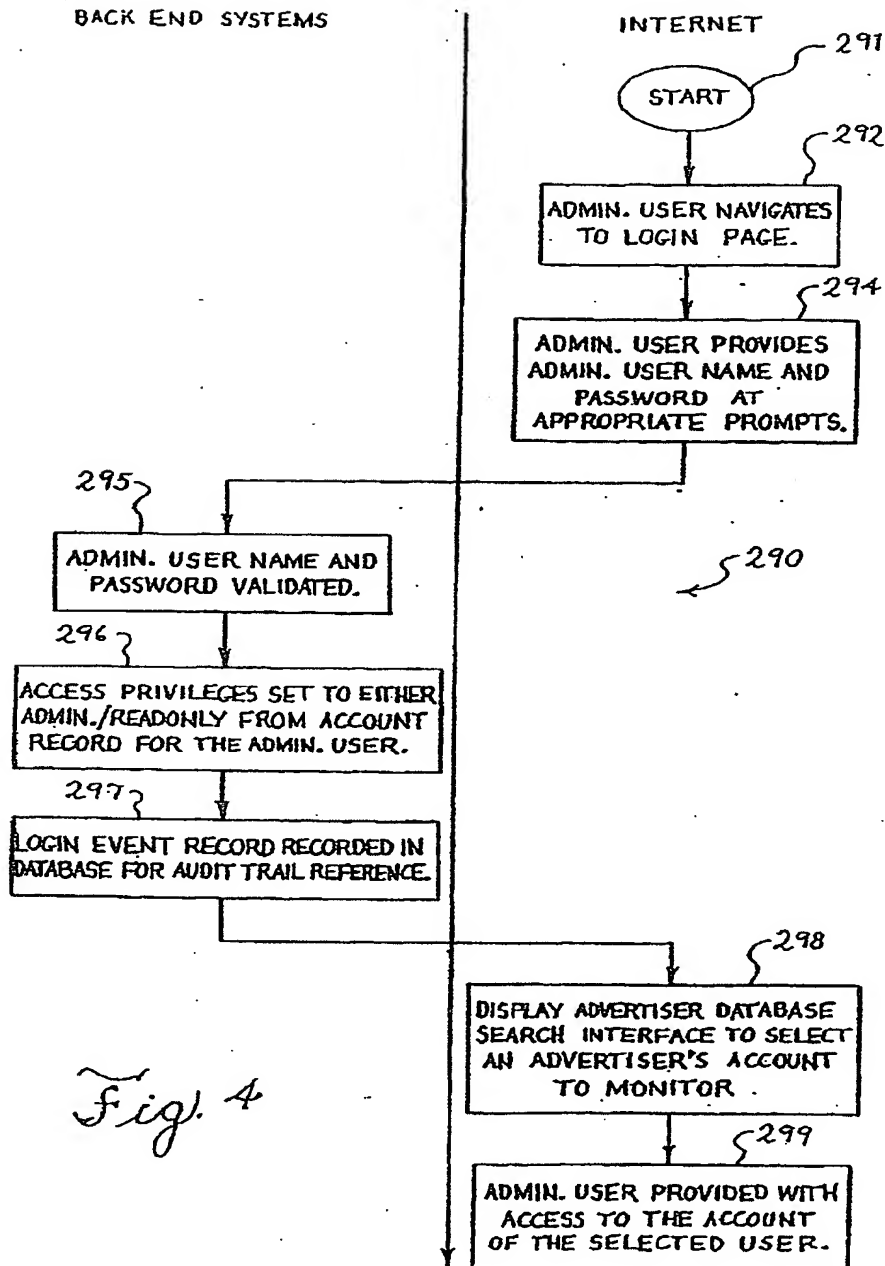 BACK END SYSTEMS
INTERNET
291
START
292
ADMIN. USER NAVIGATES
TO LOGIN PAGE.
294
ADMIN. USER PROVIDES
ADMIN. USER NAME AND
PASSWORD AT
APPROPRIATE PROMPTS.
295
ADMIN. USER NAME AND
PASSWORD VALIDATED.
290
296
ACCESS PRIVILEGES SET TO EITHER
ADMIN./READONLY FROM ACCOUNT
RECORD FOR THE ADMIN. USER.
297
LOGIN EVENT RECORD RECORDED IN
DATABASE FOR AUDIT TRAIL REFERENCE.
298
DISPLAY ADVERTISER DATABASE
SEARCH INTERFACE TO SELECT
AN ADVERTISER'S ACCOUNT
TO MONITOR
Fig. 4
299
ADMIN. USER PROVIDED WITH
ACCESS TO THE ACCOUNT
OF THE SELECTED USER.